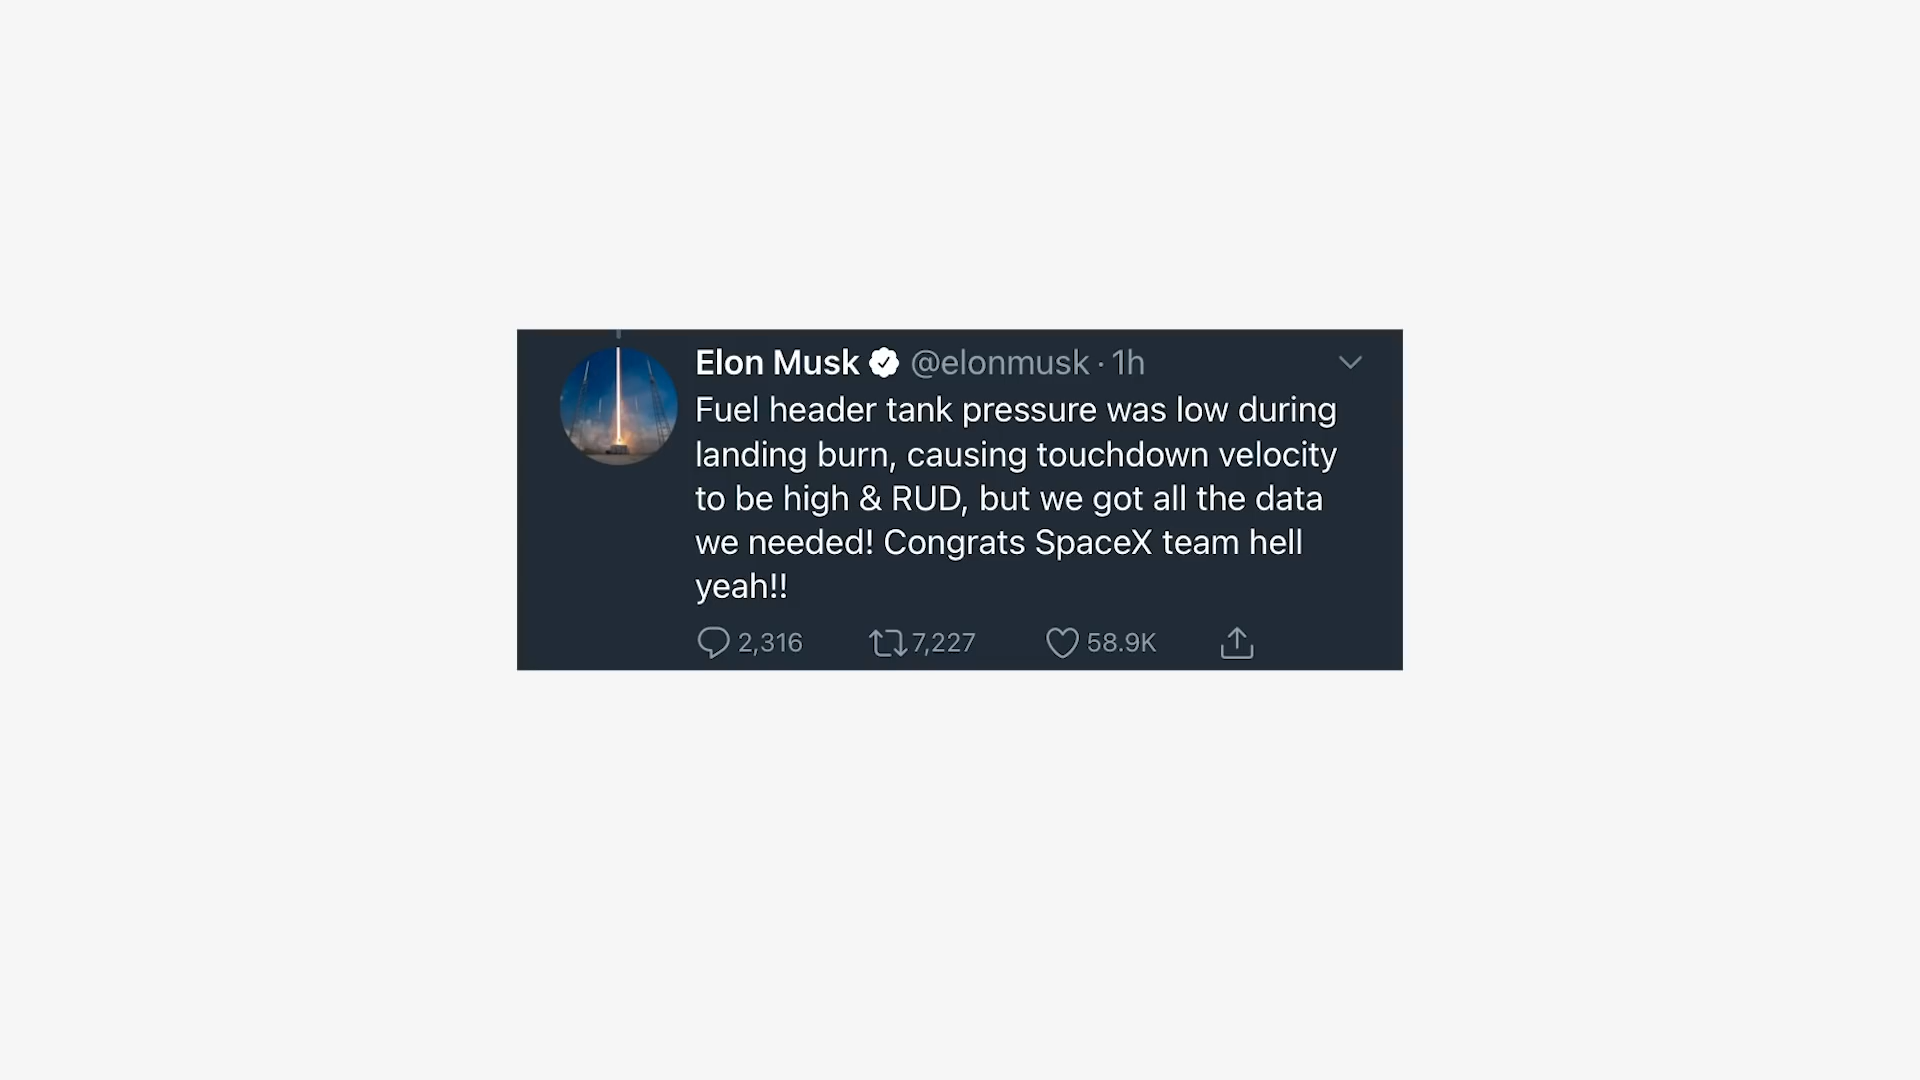 Elon Musk @elonmusk · 1h
Fuel header tank pressure was low during
landing burn, causing touchdown velocity
to be high & RUD, but we got all the data
we needed! Congrats SpaceX team hell
yeah!!
2,316 7,227 58.9K